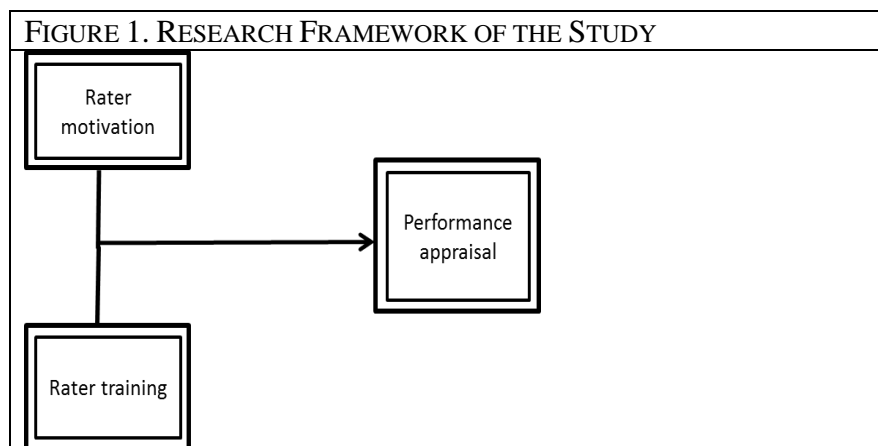 FIGURE 1. RESEARCH FRAMEWORK OF THE STUDY
Rater
motivation
Performance
appraisal
Rater training